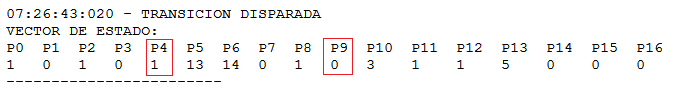 07:26:43:020 - TRANSICION DISPARADA
VECTOR DE ESTADO:
P0 P1 P2 P3 P4 P5 P6 P7 P8 P9 P10 P11 P12 P13 P14 P15 P16
1 0 1 0 1 13 14 0 1 0 3 1 1 5 0 0 0
------------------------